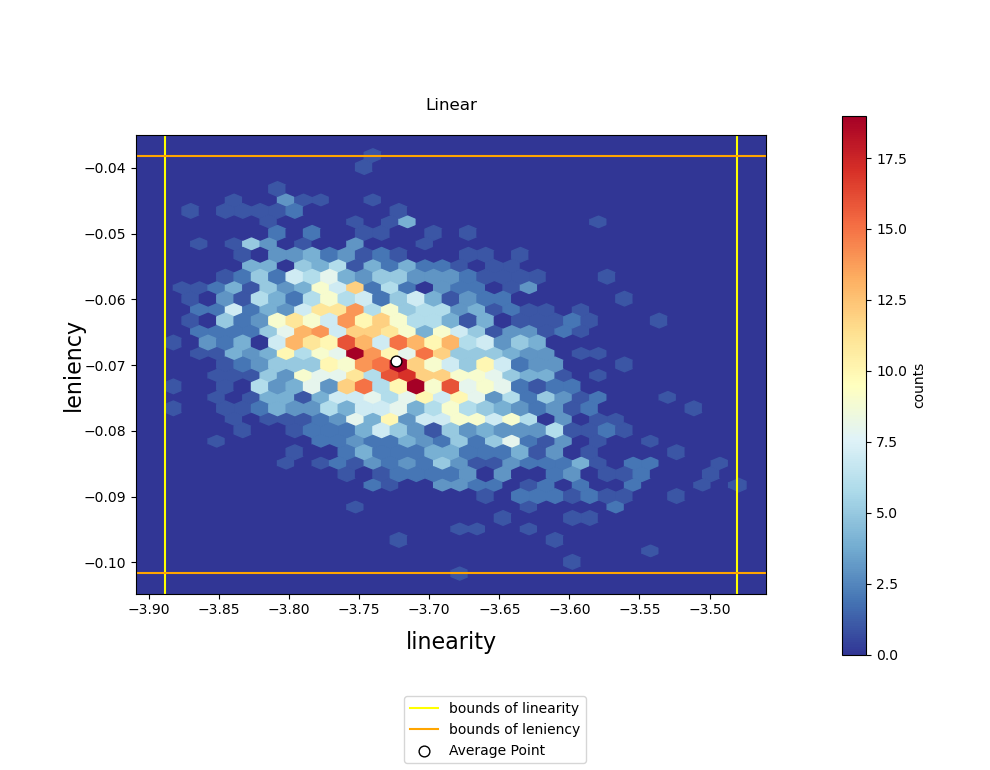 Linear
−0.04
−0.05
−0.06
−0.07
−0.08
−0.09
−0.10
leniency
−3.90 −3.85 −3.80 −3.75 −3.70 −3.65 −3.60 −3.55 −3.50
linearity
17.5
15.0
12.5
10.0
7.5
5.0
2.5
0.0
counts
bounds of linearity
bounds of leniency
Average Point